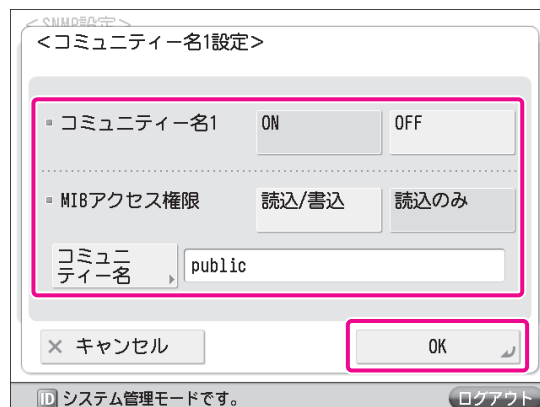 <SNMP設定>
<コミュニティー名1設定>
コミュニティー名1 ON OFF
MIBアクセス権限 読込/書込 読込のみ
コミュニ
ティー名 public
× キャンセル OK
ID システム管理モードです。 ログアウト